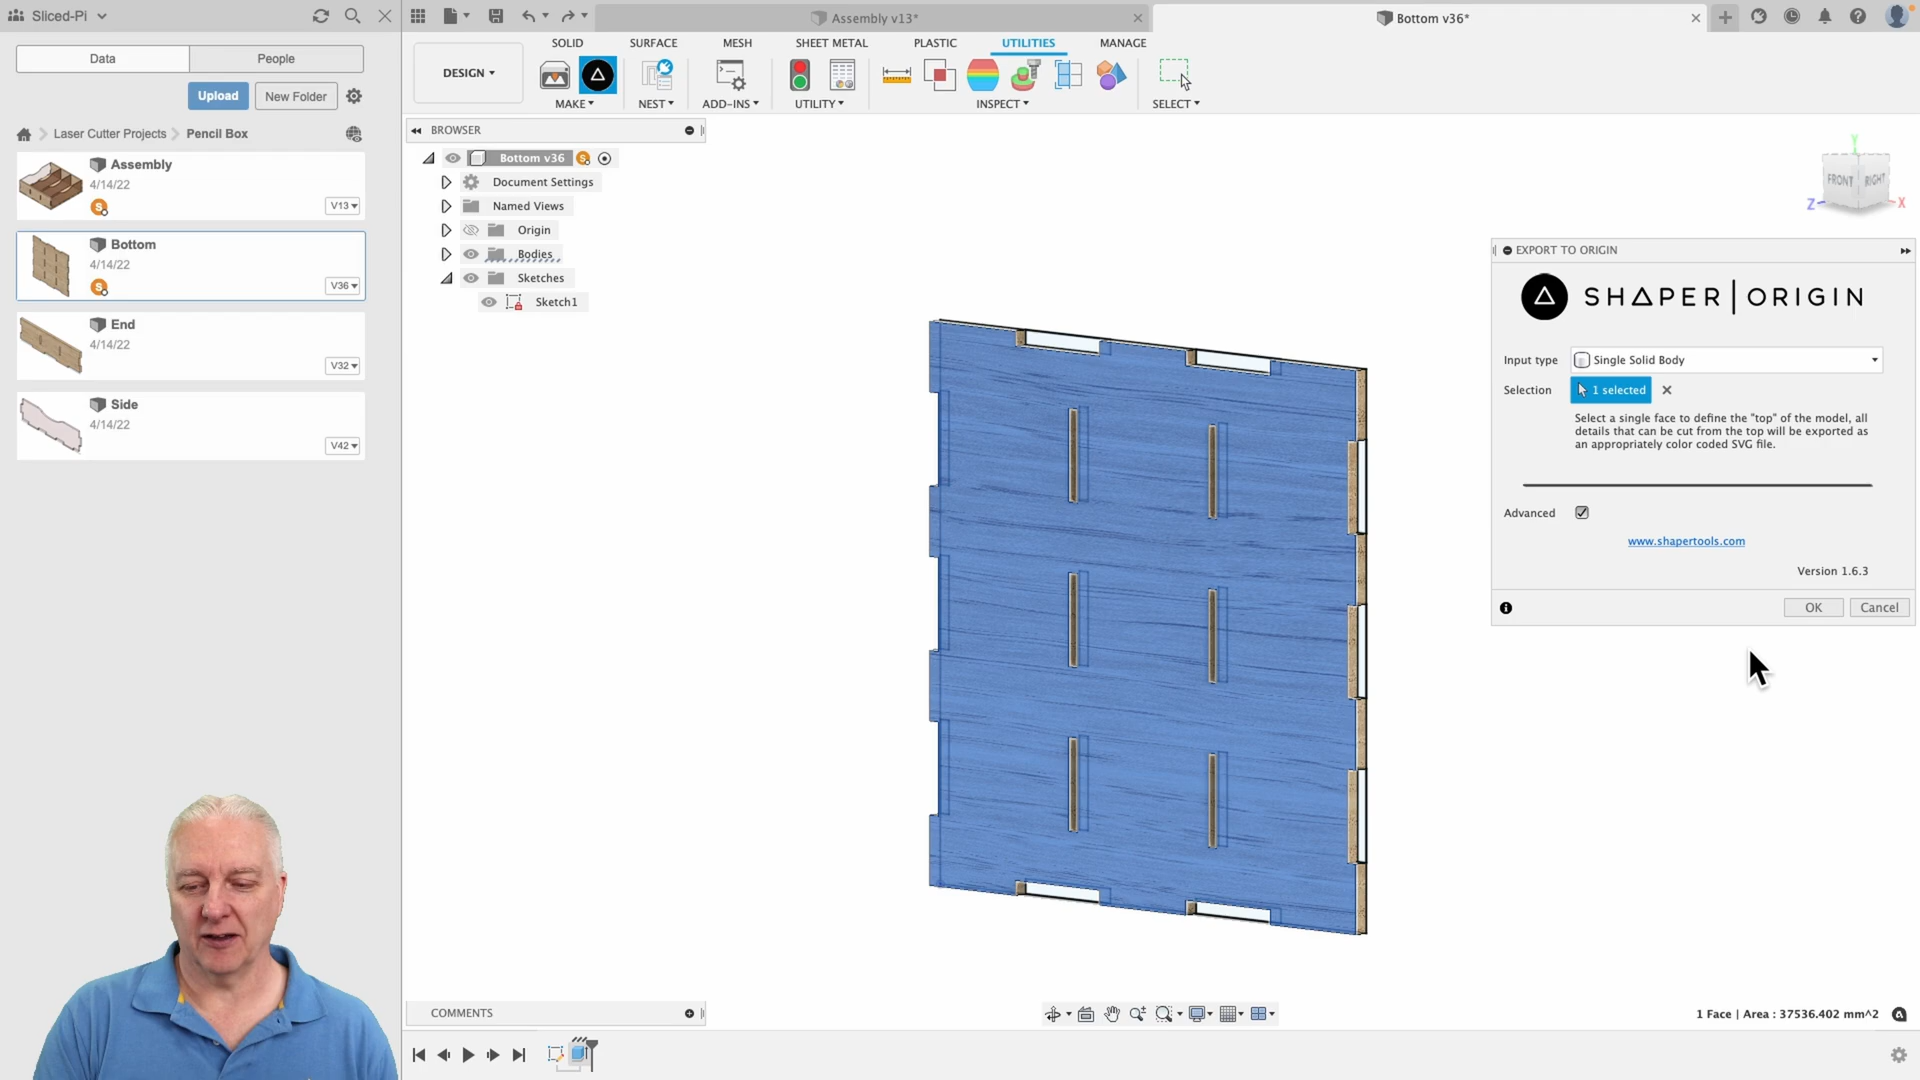 Sliced-Pi
Assembly v13*
Bottom v36*
Data
People
Upload
New Folder
Laser Cutter Projects
Pencil Box
Assembly
4/14/22
V13
Bottom
4/14/22
V36
End
4/14/22
V32
Side
4/14/22
V42
DESIGN
SOLID
SURFACE
MESH
SHEET METAL
PLASTIC
UTILITIES
MANAGE
MAKE
NEST
ADD-INS
UTILITY
INSPECT
SELECT
BROWSER
Bottom v36
Document Settings
Named Views
Origin
Bodies
Sketches
Sketch1
Y
FRONT
RIGHT
Z
X
EXPORT TO ORIGIN
SHAPER | ORIGIN
Input type
Single Solid Body
Selection
1 selected
Select a single face to define the "top" of the model, all
details that can be cut from the top will be exported as
an appropriately color coded SVG file.
Advanced
www.shapertools.com
Version 1.6.3
OK
Cancel
COMMENTS
1 Face | Area : 37536.402 mm^2